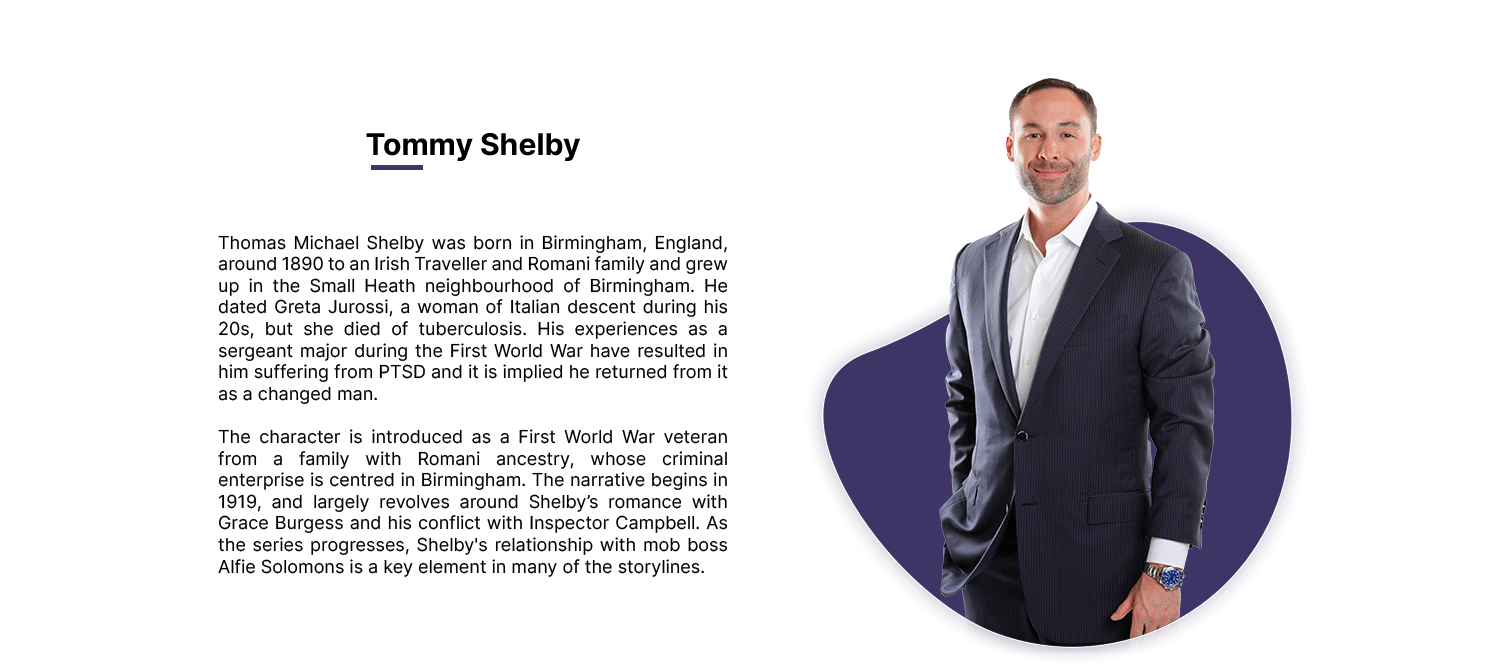 Tommy Shelby
Thomas Michael Shelby was born in Birmingham, England,
around 1890 to an Irish Traveller and Romani family and grew
up in the Small Heath neighbourhood of Birmingham. He
dated Greta Jurossi, a woman of Italian descent during his
20s, but she died of tuberculosis. His experiences as a
sergeant major during the First World War have resulted in
him suffering from PTSD and it is implied he returned from it
as a changed man.
The character is introduced as a First World War veteran
from a family with Romani ancestry, whose criminal
enterprise is centred in Birmingham. The narrative begins in
1919, and largely revolves around Shelby’s romance with
Grace Burgess and his conflict with Inspector Campbell. As
the series progresses, Shelby's relationship with mob boss
Alfie Solomons is a key element in many of the storylines.